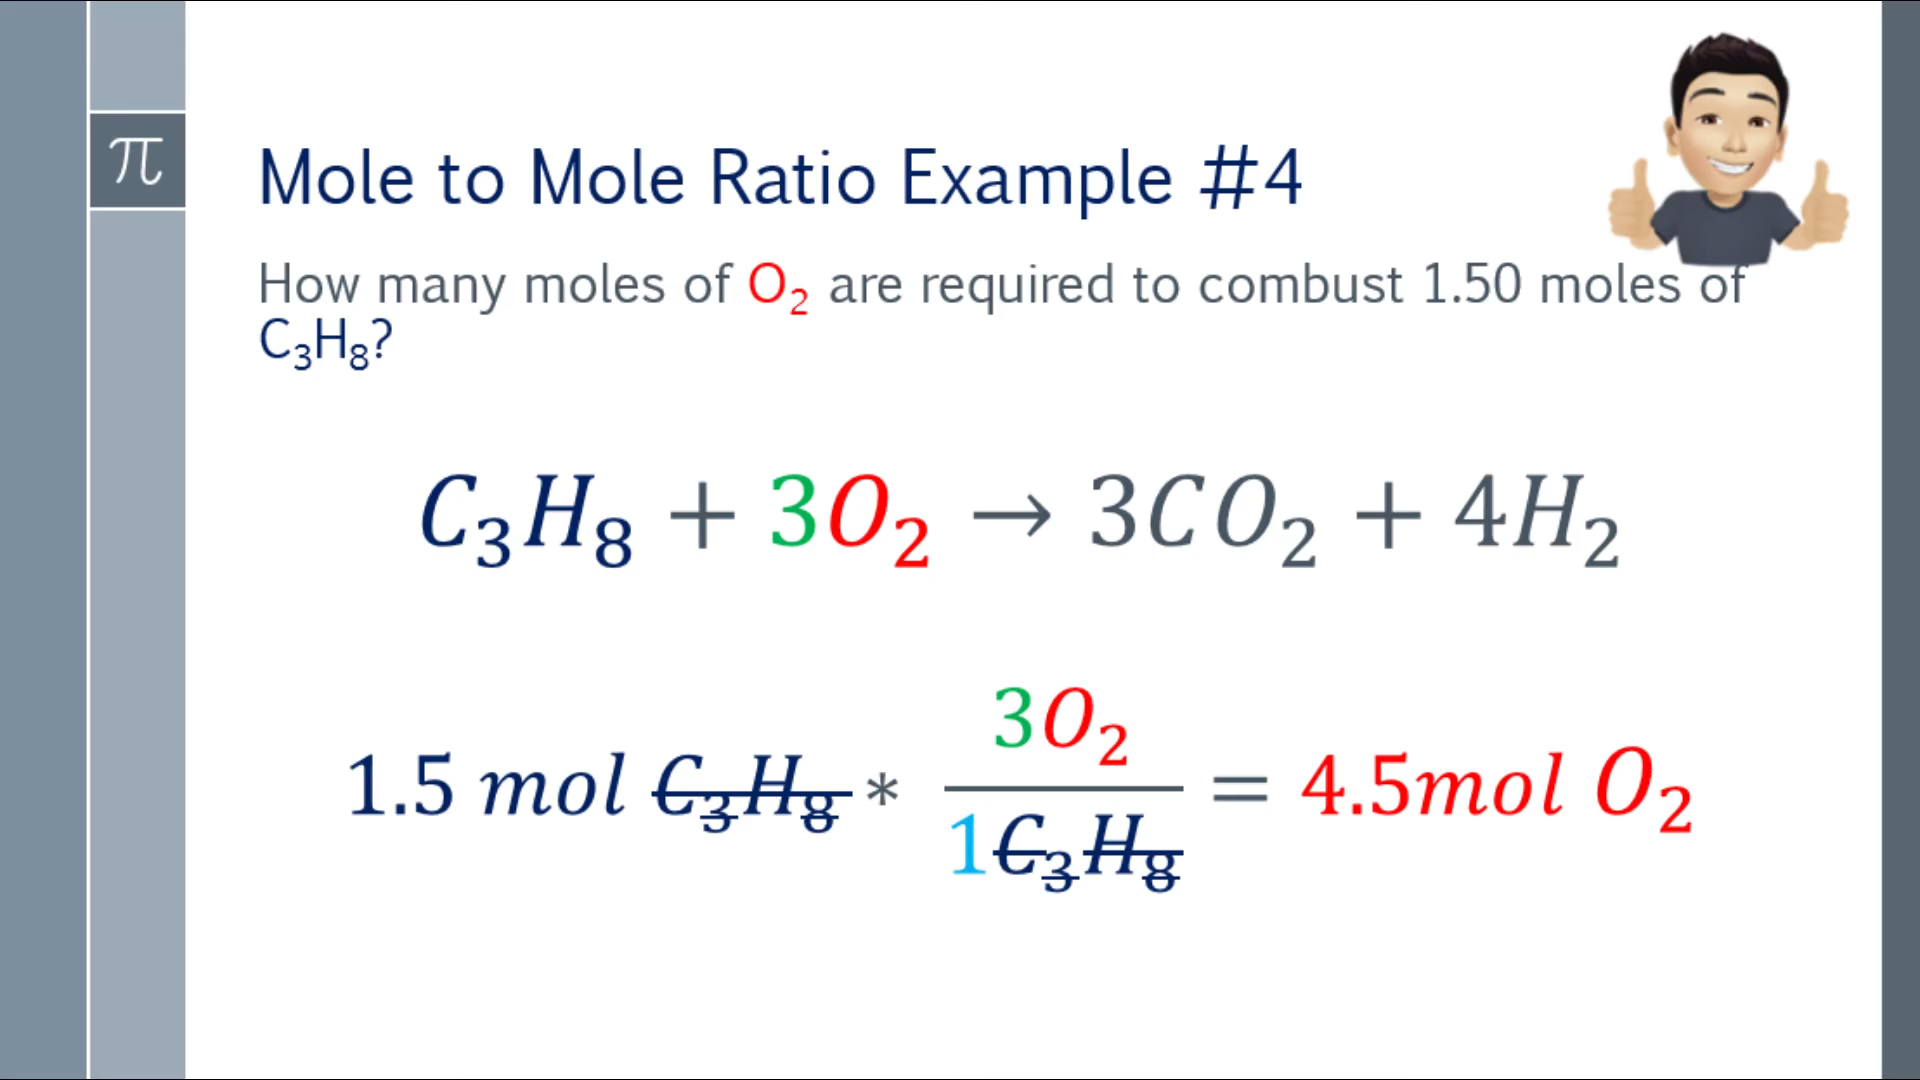 π
Mole to Mole Ratio Example #4
How many moles of O₂ are required to combust 1.50 moles of
C₃H₈?
C₃H₈ + 3O₂ → 3CO₂ + 4H₂
1.5 mol C₃H₈ * 3O₂ / 1C₃H₈ = 4.5mol O₂